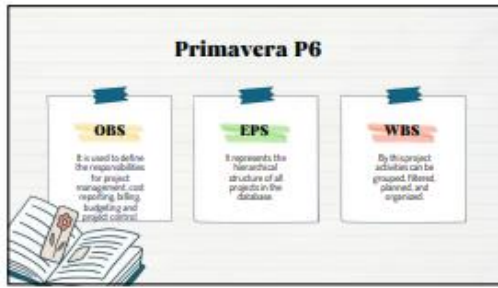 Primavera P6
OBS
It is used to define
the responsibilities
for project
management, cost
reporting, billing,
budgeting and
project control
EPS
It represents the
hierarchical
structure of all
projects in the
database.
WBS
By this project
activities can be
grouped, filtered,
planned, and
organized.